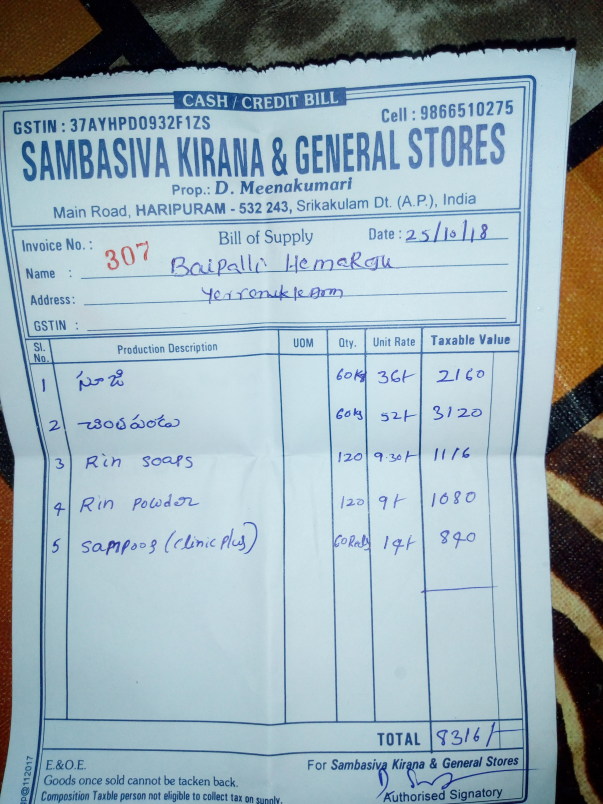 CASH / CREDIT BILL
GSTIN : 37AYHPD0932F1ZS Cell : 9866510275
SAMBASIVA KIRANA & GENERAL STORES
Prop.: D. Meenakumari
Main Road, HARIPURAM - 532 243, Srikakulam Dt. (A.P.), India
Invoice No. : 307 Bill of Supply Date : 25/10/18
Name : Baipalli HemaRaju
Address:
GSTIN :
Sl. No. Production Description UOM Qty. Unit Rate Taxable Value
1 సూజి 60kg 36/- 2160
2 చింతపండు 60kg 52/- 3120
3 Rin soaps 120 9.30/- 1116
4 Rin powder 120 9/- 1080
5 sampoos (clinic plus) 60 14/- 840
TOTAL 8316/-
E.&O.E. For Sambasiva Kirana & General Stores
Goods once sold cannot be tacken back.
Composition Taxble person not eligible to collect tax on supply. Authorised Signatory